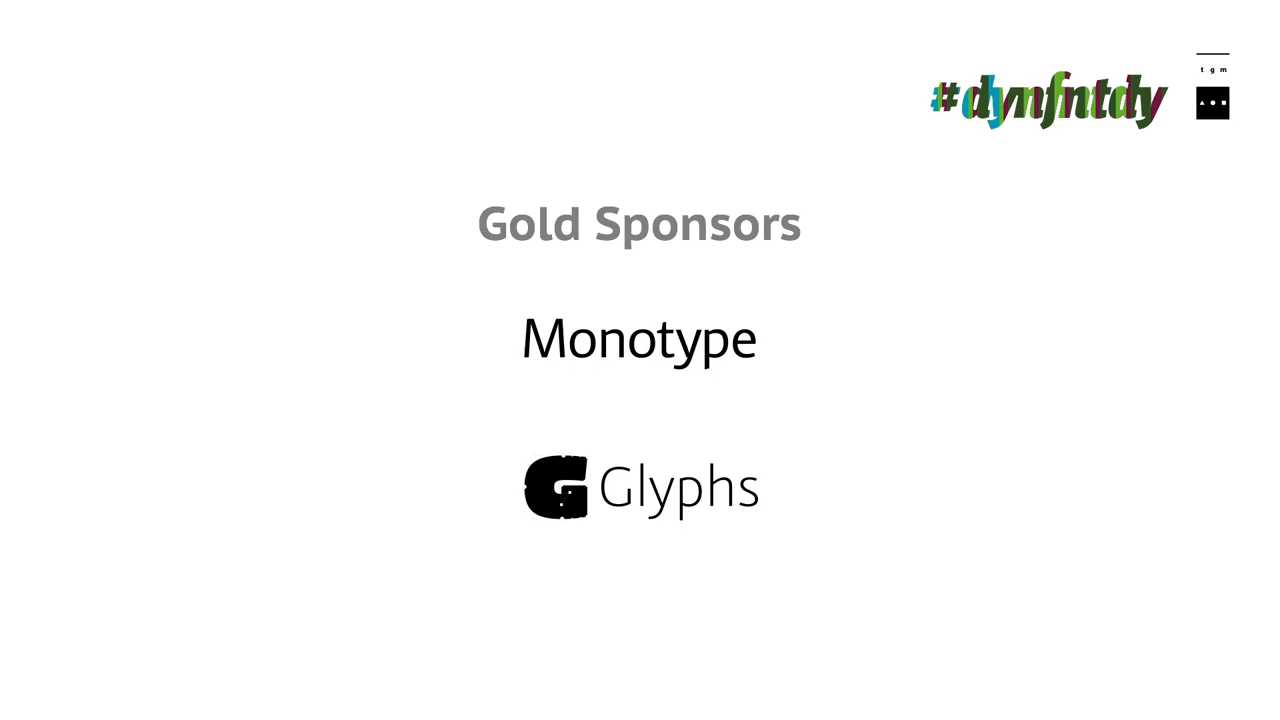 #dynfntdy
tgm
Gold Sponsors
Monotype
G Glyphs